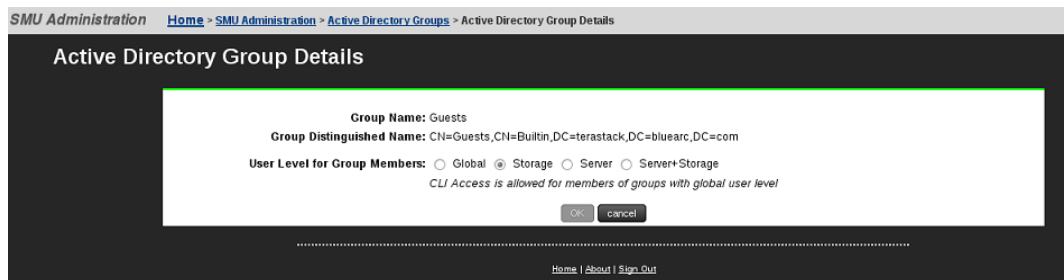 SMU Administration Home > SMU Administration > Active Directory Groups > Active Directory Group Details
Active Directory Group Details
Group Name: Guests
Group Distinguished Name: CN=Guests,CN=Builtin,DC=terastack,DC=bluearc,DC=com
User Level for Group Members: Global Storage Server Server+Storage
CLI Access is allowed for members of groups with global user level
OK cancel
Home | About | Sign Out